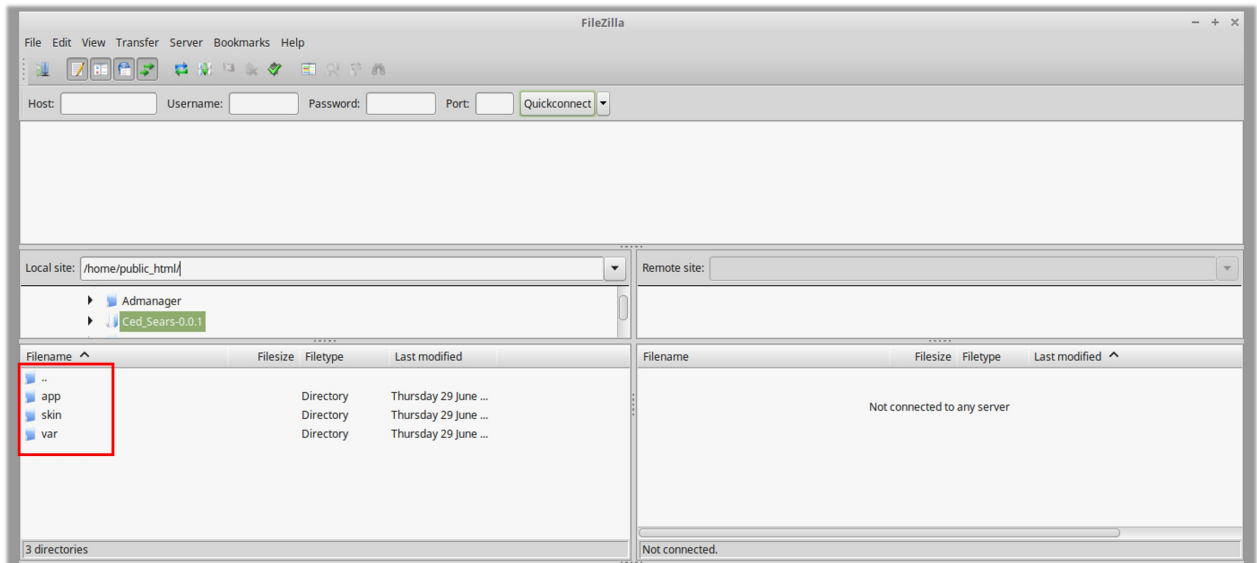 FileZilla
File Edit View Transfer Server Bookmarks Help
Host: Username: Password: Port: Quickconnect
Local site: /home/public_html/
Remote site:
Admanager
Ced_Sears-0.0.1
Filename Filesize Filetype Last modified
..
app Directory Thursday 29 June ...
skin Directory Thursday 29 June ...
var Directory Thursday 29 June ...
3 directories
Filename Filesize Filetype Last modified
Not connected to any server
Not connected.